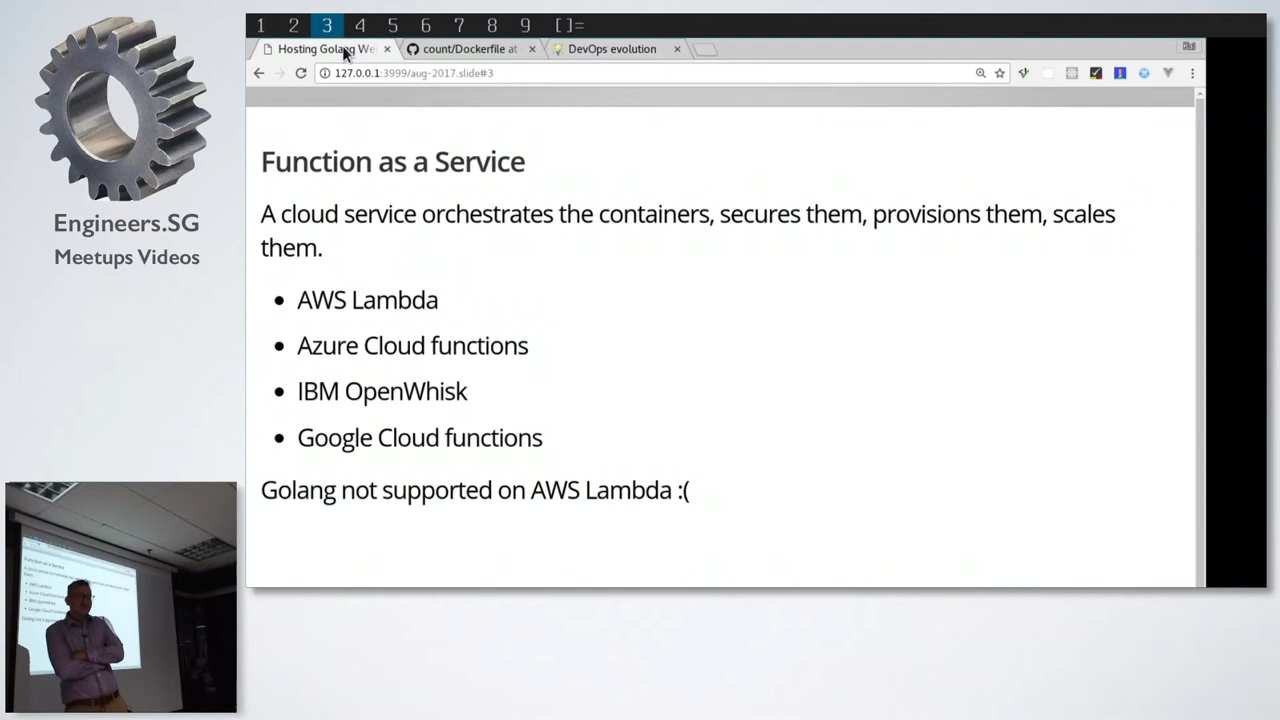 1 2 3 4 5 6 7 8 9 []=
Hosting Golang We
count/Dockerfile at
DevOps evolution
127.0.0.1:3999/aug-2017.slide#3
Engineers.SG
Meetups Videos
Function as a Service
A cloud service orchestrates the containers, secures them, provisions them, scales
them.
• AWS Lambda
• Azure Cloud functions
• IBM OpenWhisk
• Google Cloud functions
Golang not supported on AWS Lambda :(
Function as a Service